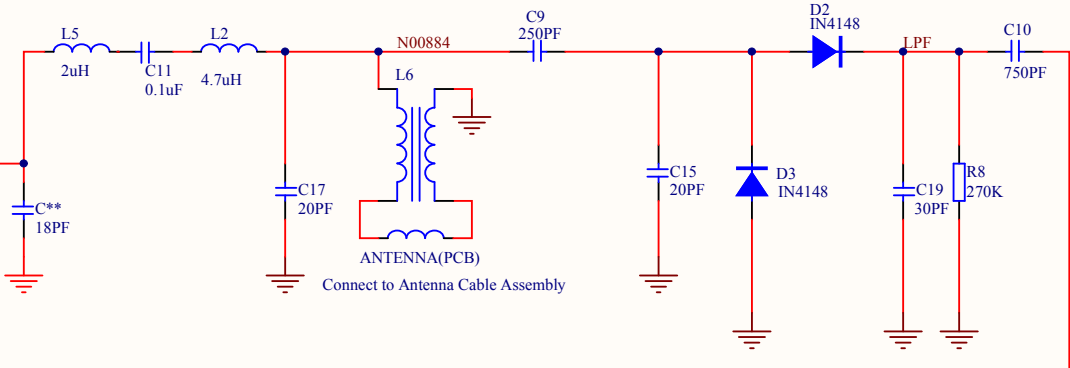 L5
2uH
C11
0.1uF
L2
4.7uH
C**
18PF
C17
20PF
L6
N00884
ANTENNA(PCB)
Connect to Antenna Cable Assembly
C9
250PF
C15
20PF
D2
IN4148
D3
IN4148
LPF
C19
30PF
R8
270K
C10
750PF